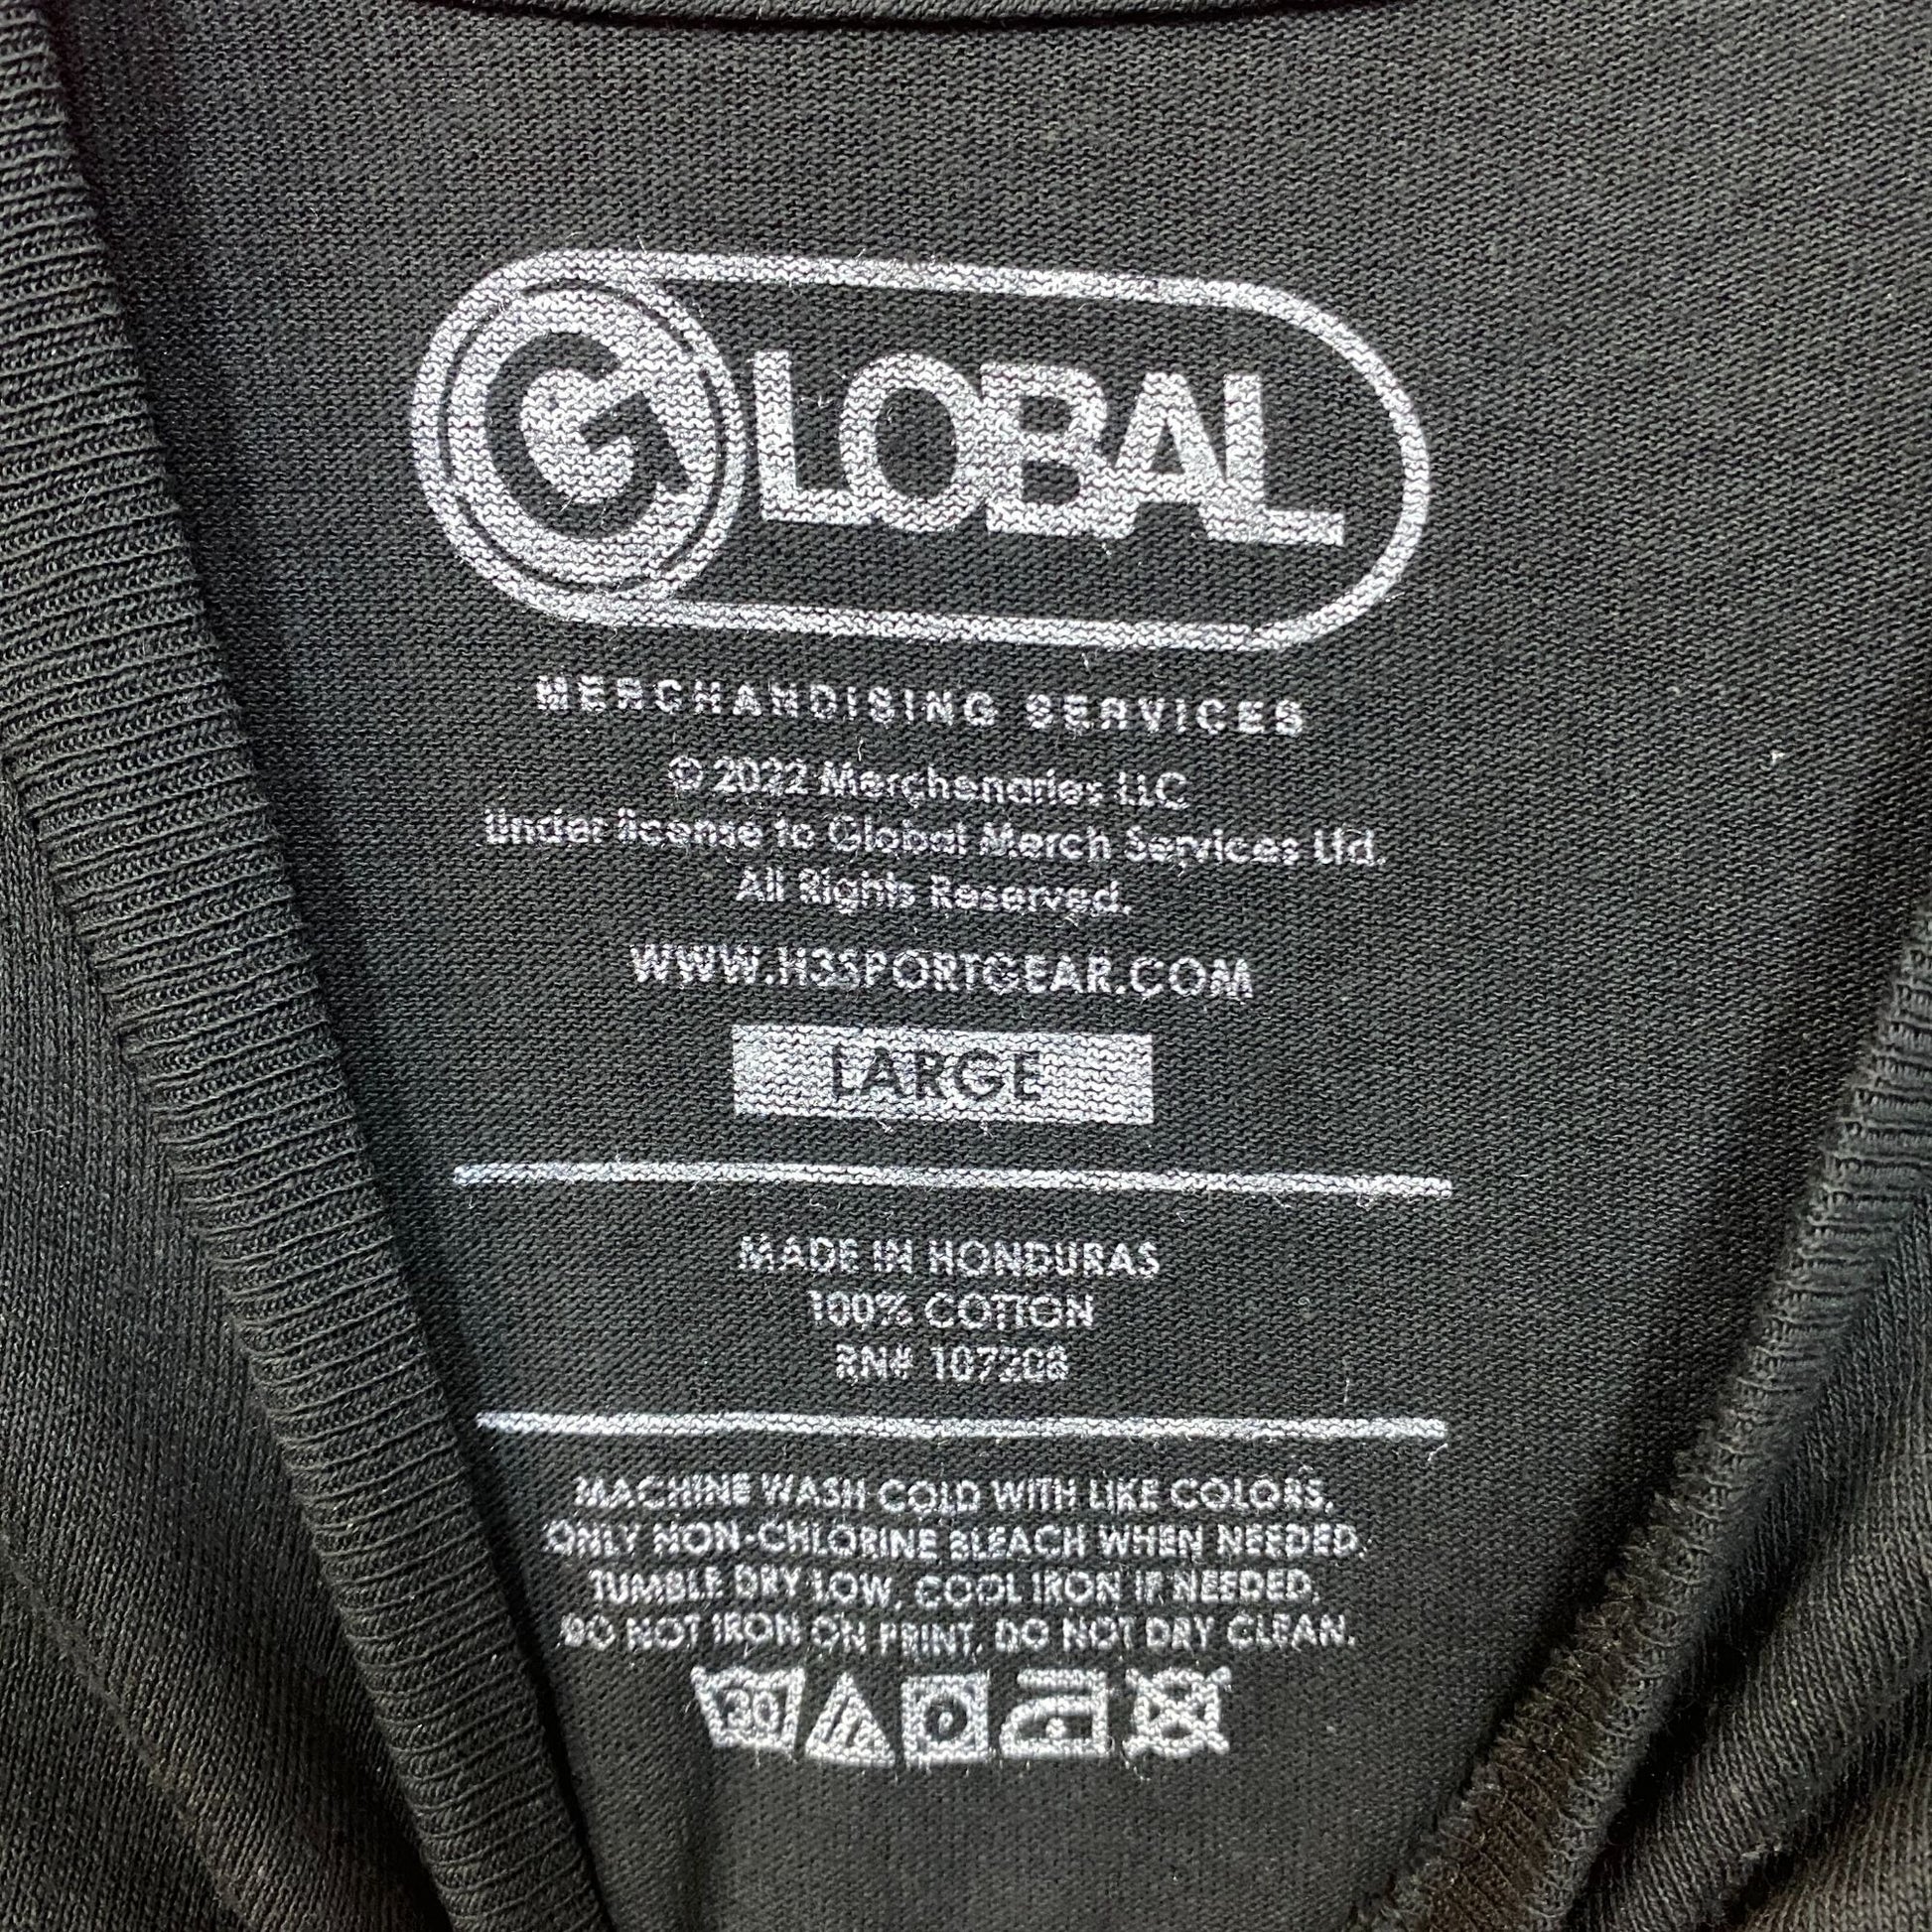 GLOBAL
MERCHANDISING SERVICES
© 2022 Merchenaries LLC
Under license to Global Merch Services Ltd.
All Rights Reserved.
WWW.H3SPORTGEAR.COM
LARGE
MADE IN HONDURAS
100% COTTON
RN# 107208
MACHINE WASH COLD WITH LIKE COLORS,
ONLY NON-CHLORINE BLEACH WHEN NEEDED.
TUMBLE DRY LOW, COOL IRON IF NEEDED.
DO NOT IRON ON PRINT. DO NOT DRY CLEAN.
30